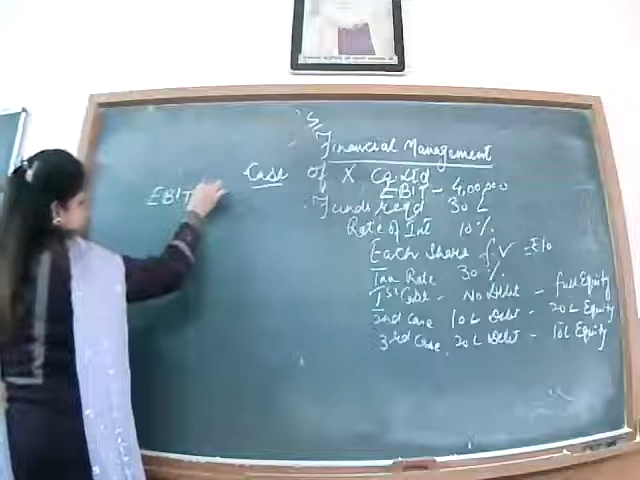 Financial Management
Case of X Co Ltd
EBIT
EBIT - 4,00,000
Funds reqd 30 L
Rate of Int 10 %
Each Share f V = ₹10
Tax Rate 30 %
1st Case - No Debt - full Equity
2nd Case 10 L Debt - 20 L Equity
3rd Case 20 L Debt - 10 L Equity